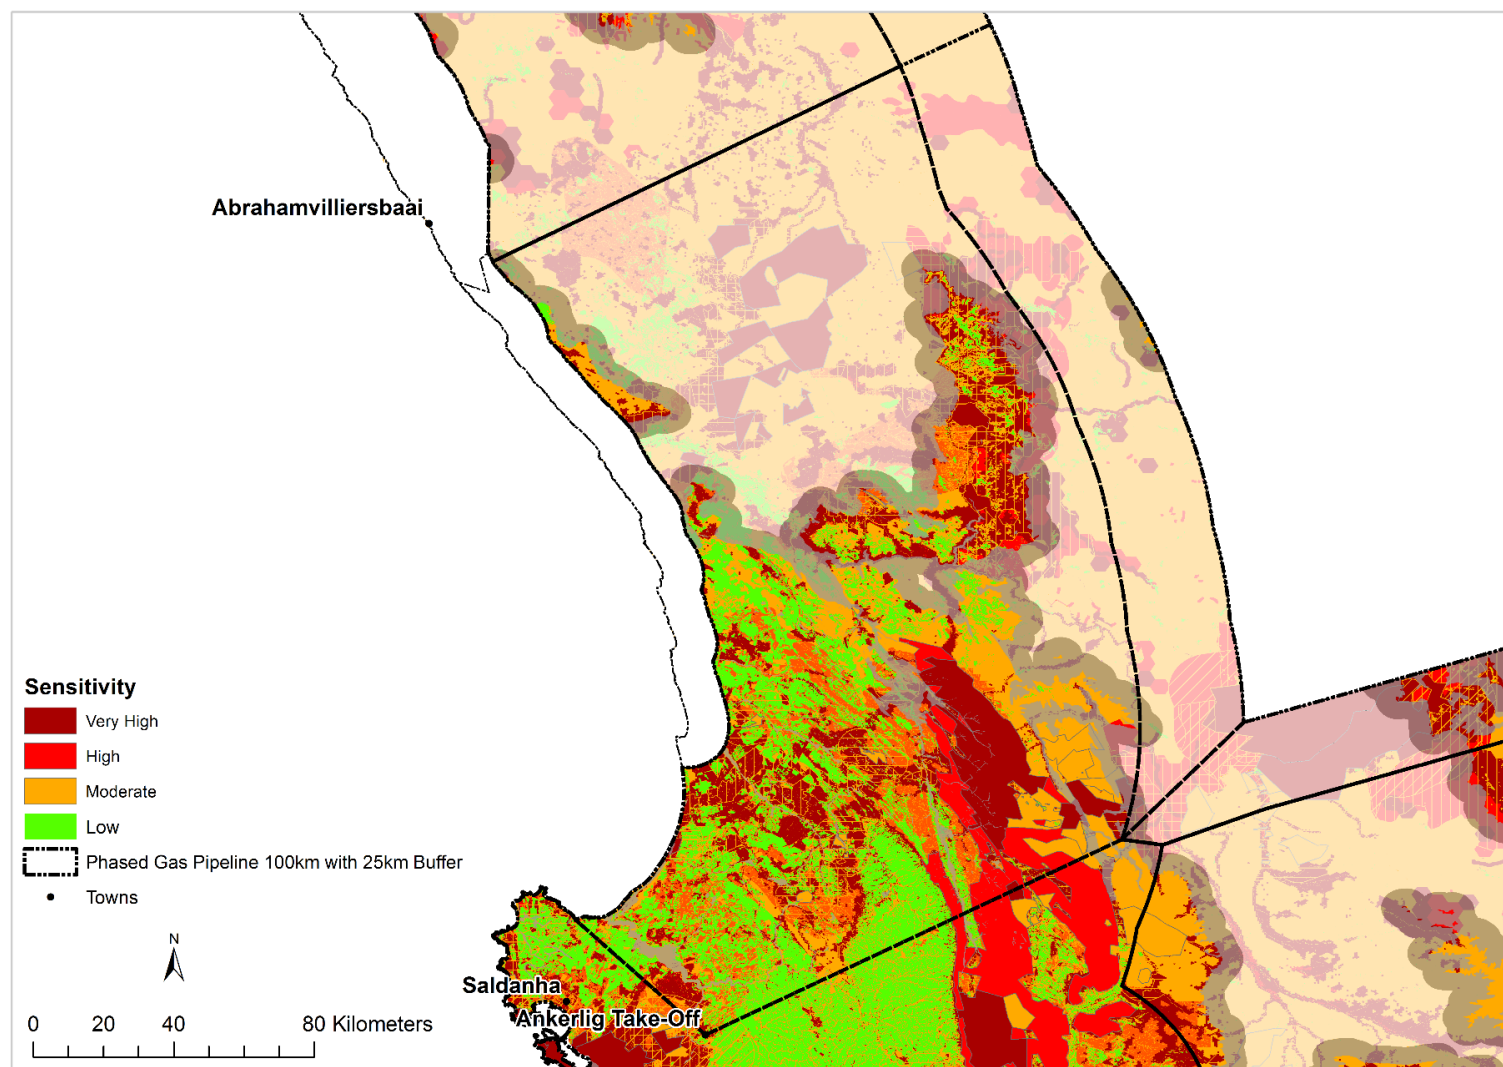 Abrahamvilliersbaai
Sensitivity
Very High
High
Moderate
Low
Phased Gas Pipeline 100km with 25km Buffer
Towns
N
Saldanha
Ankerlig Take-Off
0 20 40 80 Kilometers